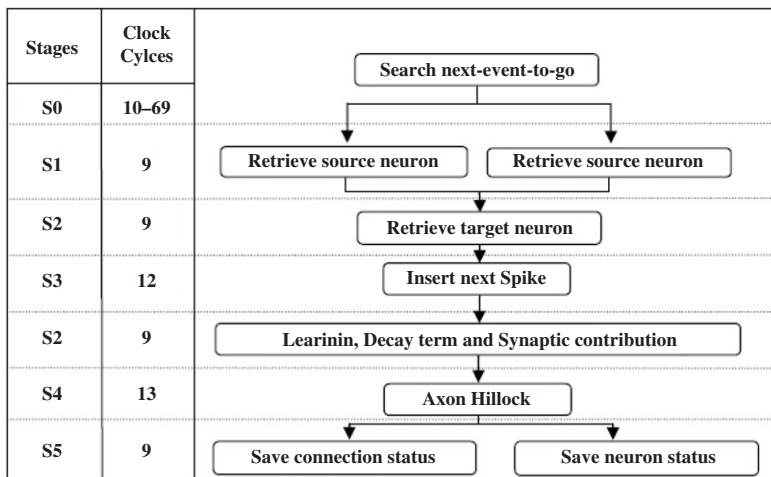 Stages
Clock
Cylces
Search next-event-to-go
S0
10–69
S1
9
Retrieve source neuron
Retrieve source neuron
S2
9
Retrieve target neuron
S3
12
Insert next Spike
S2
9
Learinin, Decay term and Synaptic contribution
S4
13
Axon Hillock
S5
9
Save connection status
Save neuron status